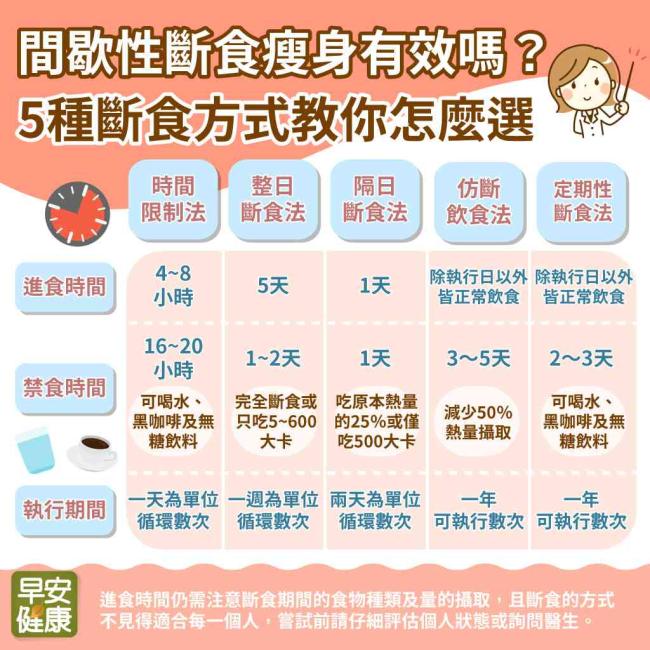 間歇性斷食瘦身有效嗎？
5種斷食方式教你怎麼選
時間
限制法
整日
斷食法
隔日
斷食法
仿斷
飲食法
定期性
斷食法
進食時間
4~8
小時
5天
1天
除執行日以外
皆正常飲食
除執行日以外
皆正常飲食
禁食時間
16~20
小時
可喝水、
黑咖啡及無
糖飲料
1~2天
完全斷食或
只吃5~600
大卡
1天
吃原本熱量
的25%或僅
吃500大卡
3～5天
減少50%
熱量攝取
2～3天
可喝水、
黑咖啡及無
糖飲料
執行期間
一天為單位
循環數次
一週為單位
循環數次
兩天為單位
循環數次
一年
可執行數次
一年
可執行數次
早安
健康
進食時間仍需注意斷食期間的食物種類及量的攝取，且斷食的方式
不見得適合每一個人，嘗試前請仔細評估個人狀態或詢問醫生。